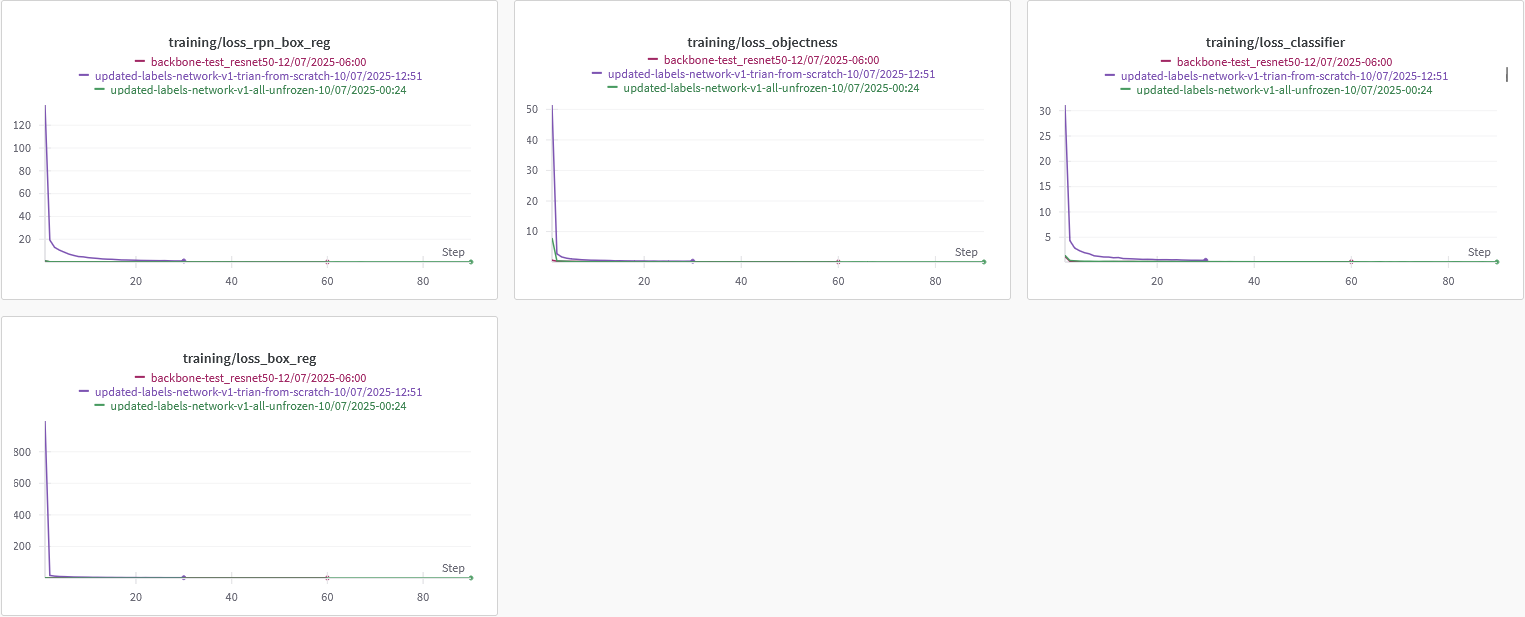 training/loss_rpn_box_reg
backbone-test_resnet50-12/07/2025-06:00
updated-labels-network-v1-trian-from-scratch-10/07/2025-12:51
updated-labels-network-v1-all-unfrozen-10/07/2025-00:24
120
100
80
60
40
20
Step
20 40 60 80
training/loss_objectness
backbone-test_resnet50-12/07/2025-06:00
updated-labels-network-v1-trian-from-scratch-10/07/2025-12:51
updated-labels-network-v1-all-unfrozen-10/07/2025-00:24
50
40
30
20
10
Step
20 40 60 80
training/loss_classifier
backbone-test_resnet50-12/07/2025-06:00
updated-labels-network-v1-trian-from-scratch-10/07/2025-12:51
updated-labels-network-v1-all-unfrozen-10/07/2025-00:24
30
25
20
15
10
5
Step
20 40 60 80
training/loss_box_reg
backbone-test_resnet50-12/07/2025-06:00
updated-labels-network-v1-trian-from-scratch-10/07/2025-12:51
updated-labels-network-v1-all-unfrozen-10/07/2025-00:24
800
600
400
200
Step
20 40 60 80